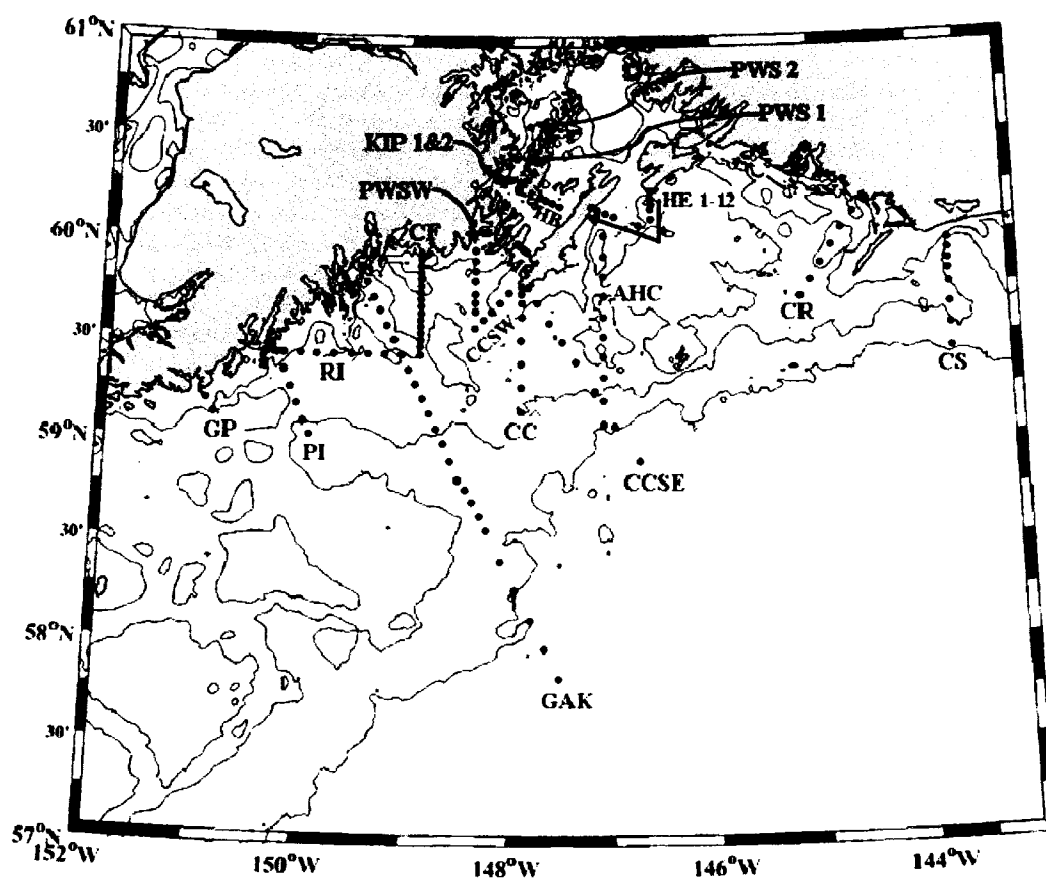 61°N
PWS 2
30'
PWS 1
KIP 1&2
PWSW
HE 1-12
HB
60°N
CF
AHC
CR
30'
CCSW
CS
RI
GP
59°N
CC
PI
CCSE
30'
58°N
GAK
30'
57°N
152°W
150°W
148°W
146°W
144°W